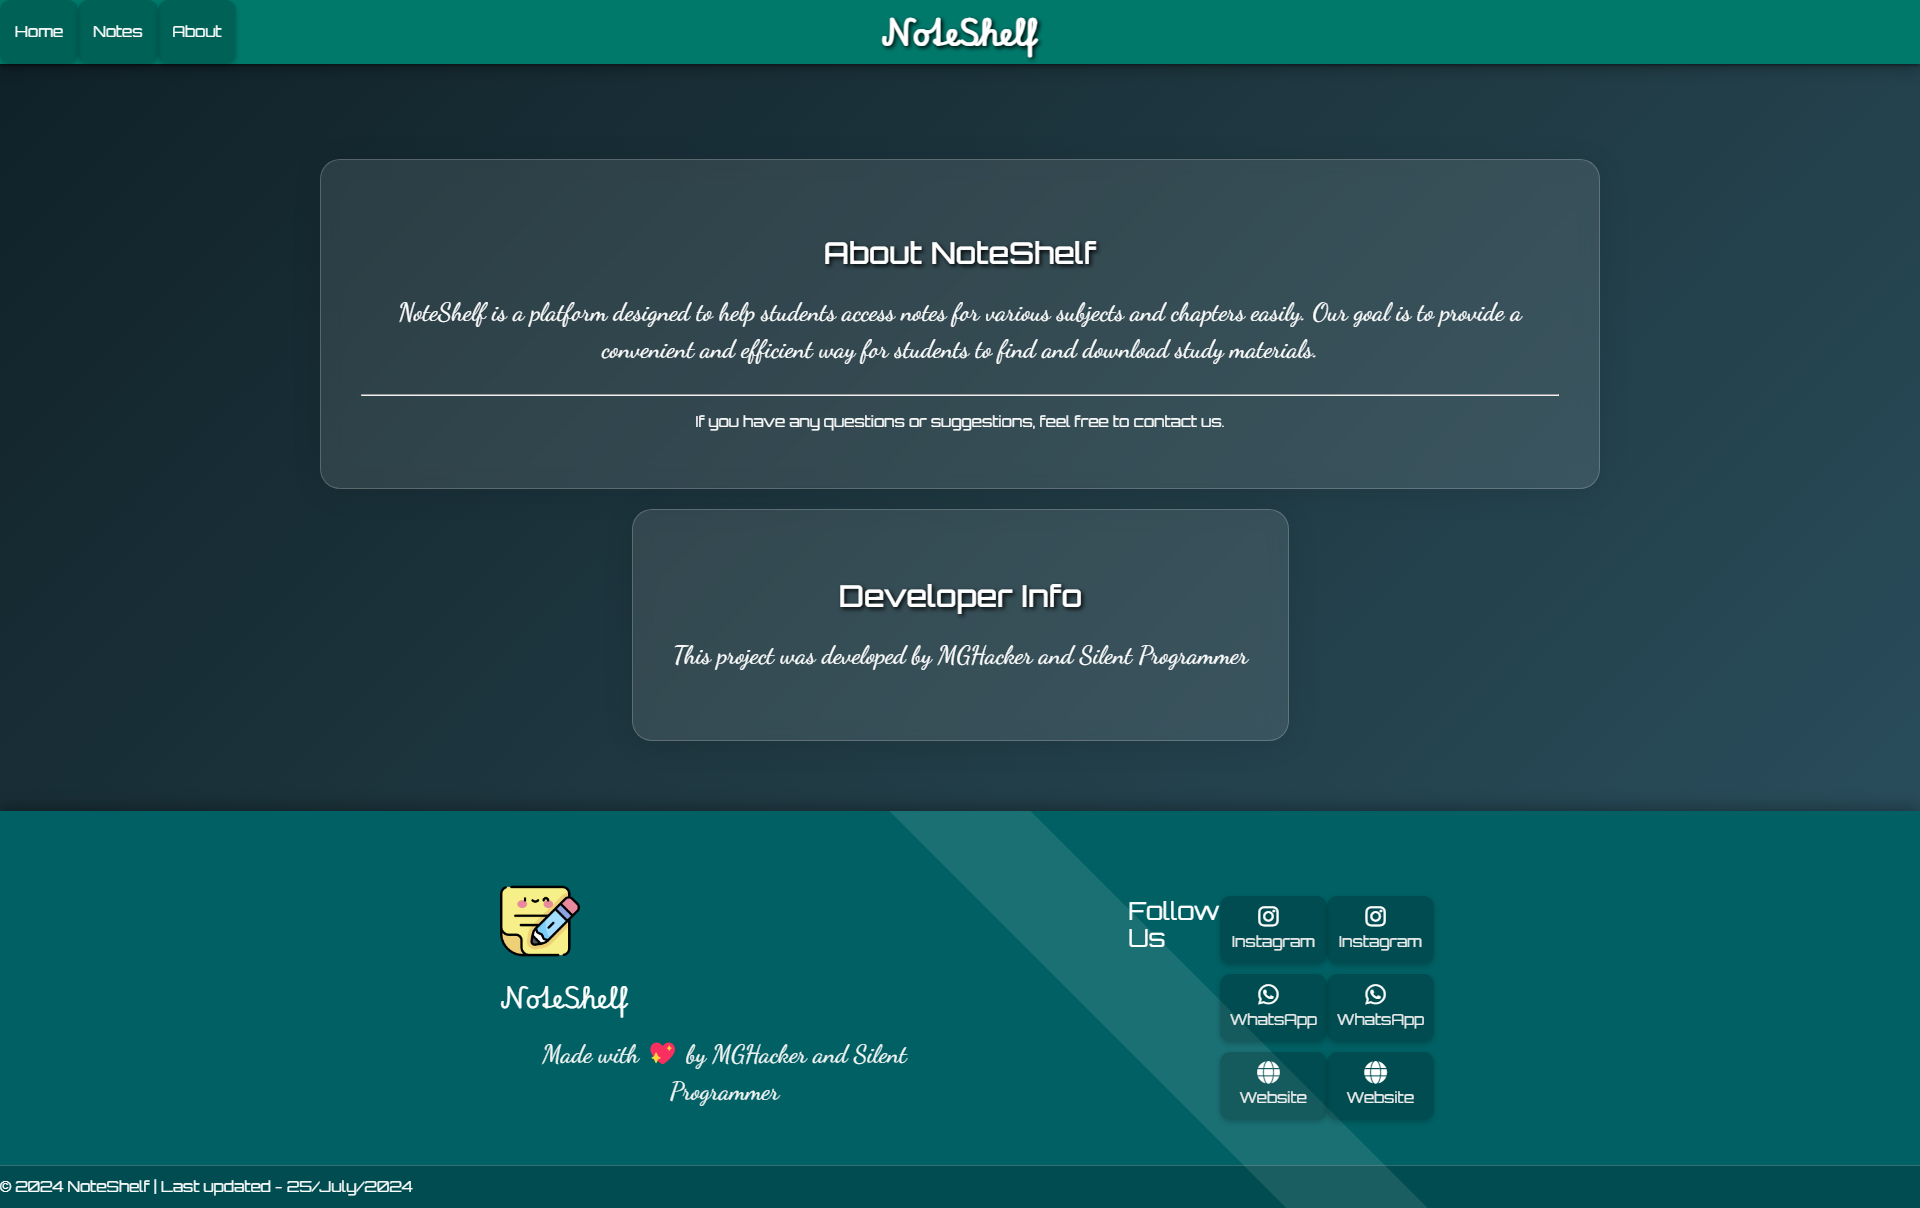 Home Notes About NoteShelf
About NoteShelf
NoteShelf is a platform designed to help students access notes for various subjects and chapters easily. Our goal is to provide a
convenient and efficient way for students to find and download study materials.
If you have any questions or suggestions, feel free to contact us.
Developer Info
This project was developed by MGHacker and Silent Programmer
NoteShelf
Made with 💖 by MGHacker and Silent
Programmer
Follow
Us
Instagram Instagram
WhatsApp WhatsApp
Website Website
© 2024 NoteShelf | Last updated - 25/July/2024